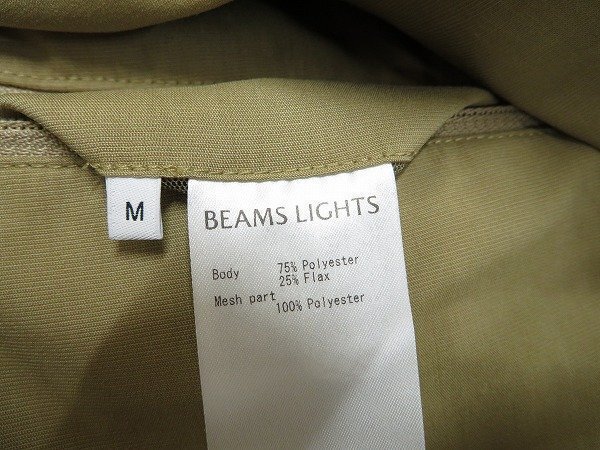 M
BEAMS LIGHTS
Body 75% Polyester
25% Flax
Mesh part 100% Polyester